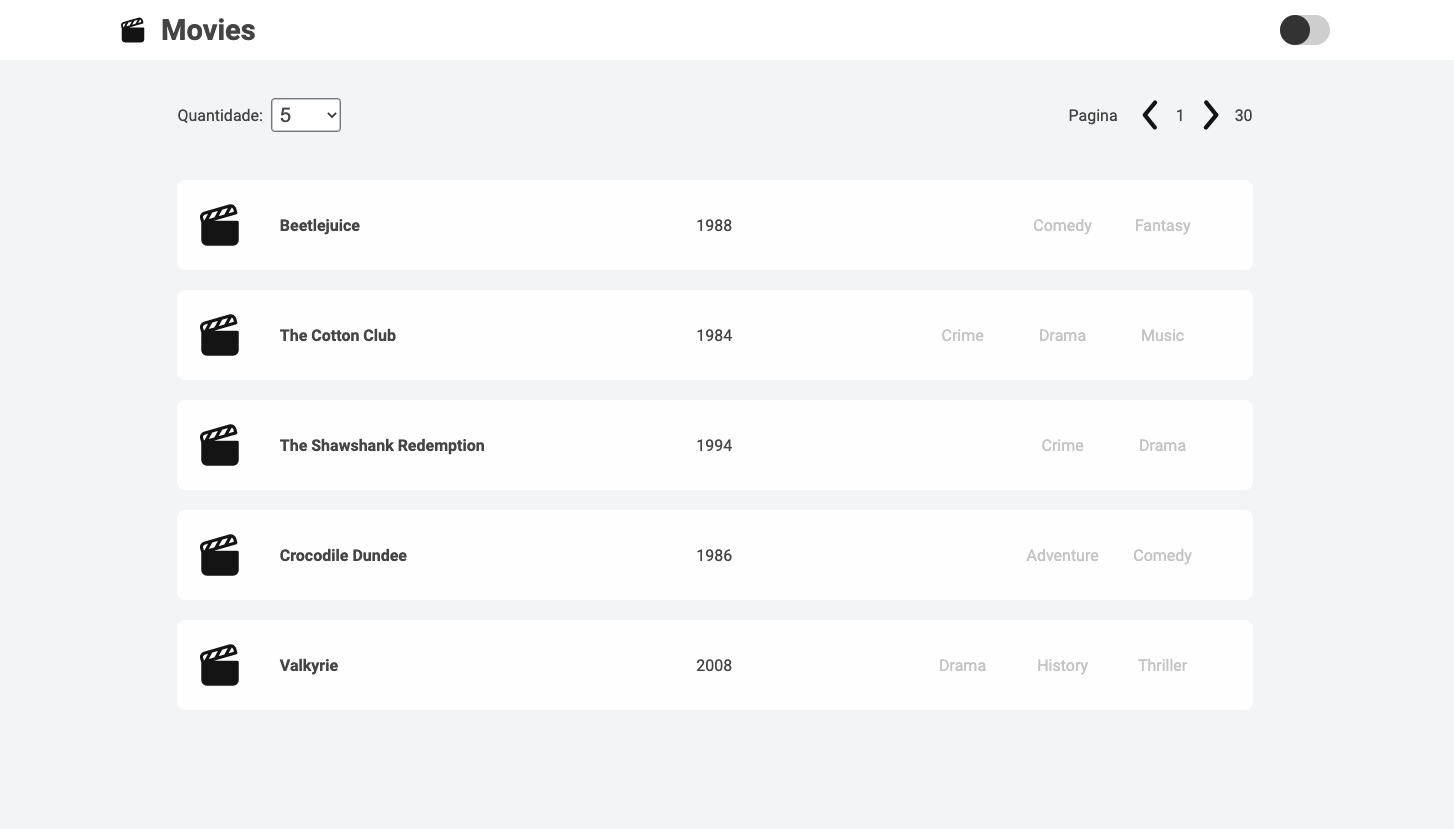 Movies
Quantidade: 5 Pagina 1 30
Beetlejuice 1988 Comedy Fantasy
The Cotton Club 1984 Crime Drama Music
The Shawshank Redemption 1994 Crime Drama
Crocodile Dundee 1986 Adventure Comedy
Valkyrie 2008 Drama History Thriller